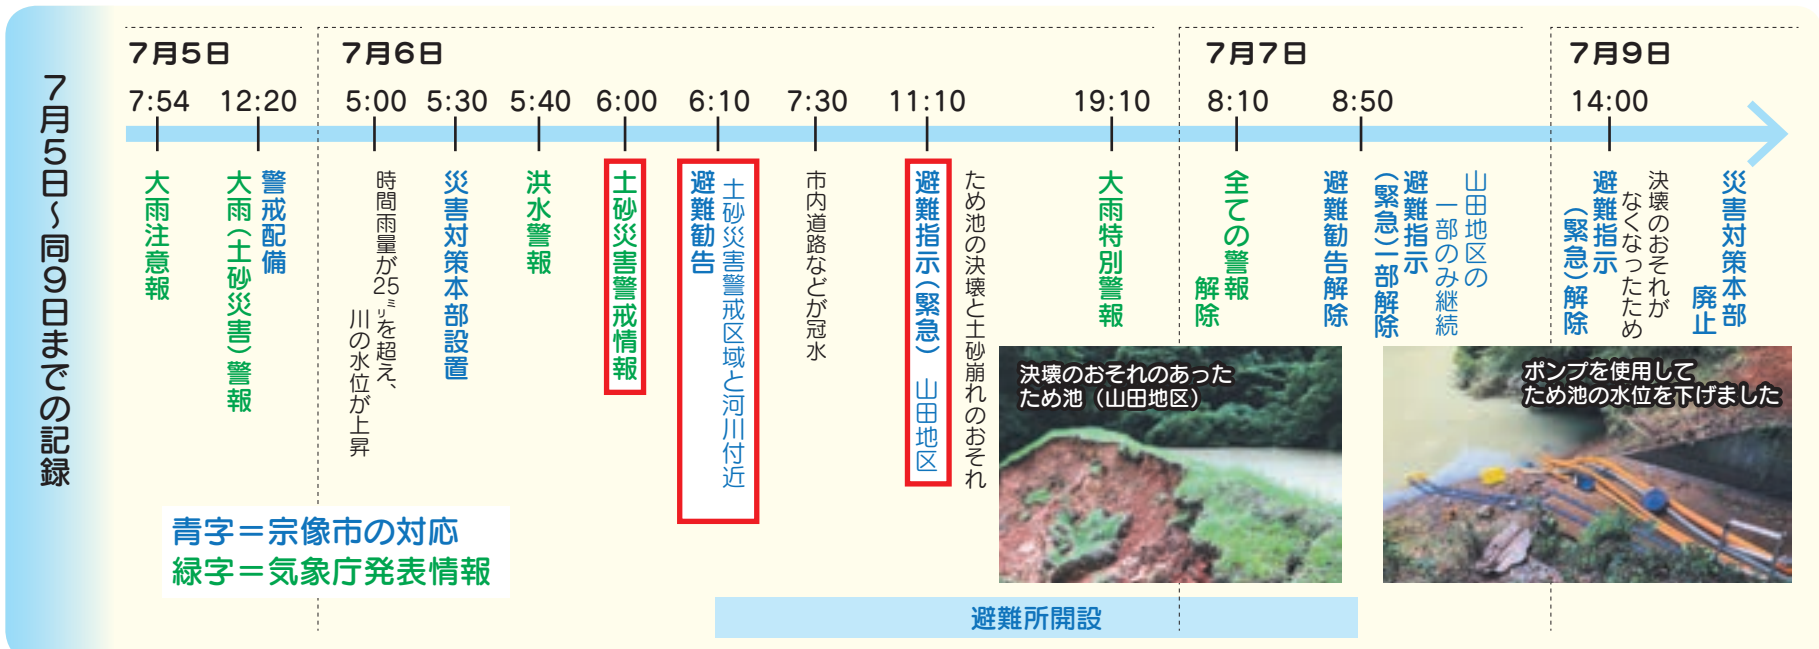 7月5日～同9日までの記録
7月5日
7:54
大雨注意報
12:20
警戒配備
大雨（土砂災害）警報
7月6日
5:00
時間雨量が25㍉を超え、
川の水位が上昇
5:30
災害対策本部設置
5:40
洪水警報
6:00
土砂災害警戒情報
6:10
土砂災害警戒区域と河川付近
避難勧告
7:30
市内道路などが冠水
11:10
ため池の決壊と土砂崩れのおそれ
避難指示（緊急） 山田地区
19:10
大雨特別警報
7月7日
8:10
全ての警報
解除
8:50
避難勧告解除
山田地区の
一部のみ継続
避難指示
（緊急）一部解除
7月9日
14:00
決壊のおそれが
なくなったため
避難指示
（緊急）解除
災害対策本部
廃止
決壊のおそれのあった
ため池（山田地区）
ポンプを使用して
ため池の水位を下げました
青字＝宗像市の対応
緑字＝気象庁発表情報
避難所開設